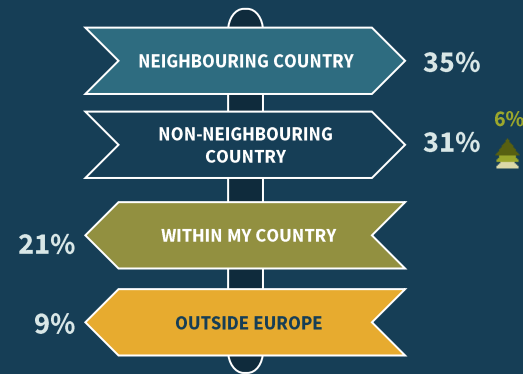 NEIGHBOURING COUNTRY
35%
NON-NEIGHBOURING
COUNTRY
31%
6%
21%
WITHIN MY COUNTRY
9%
OUTSIDE EUROPE